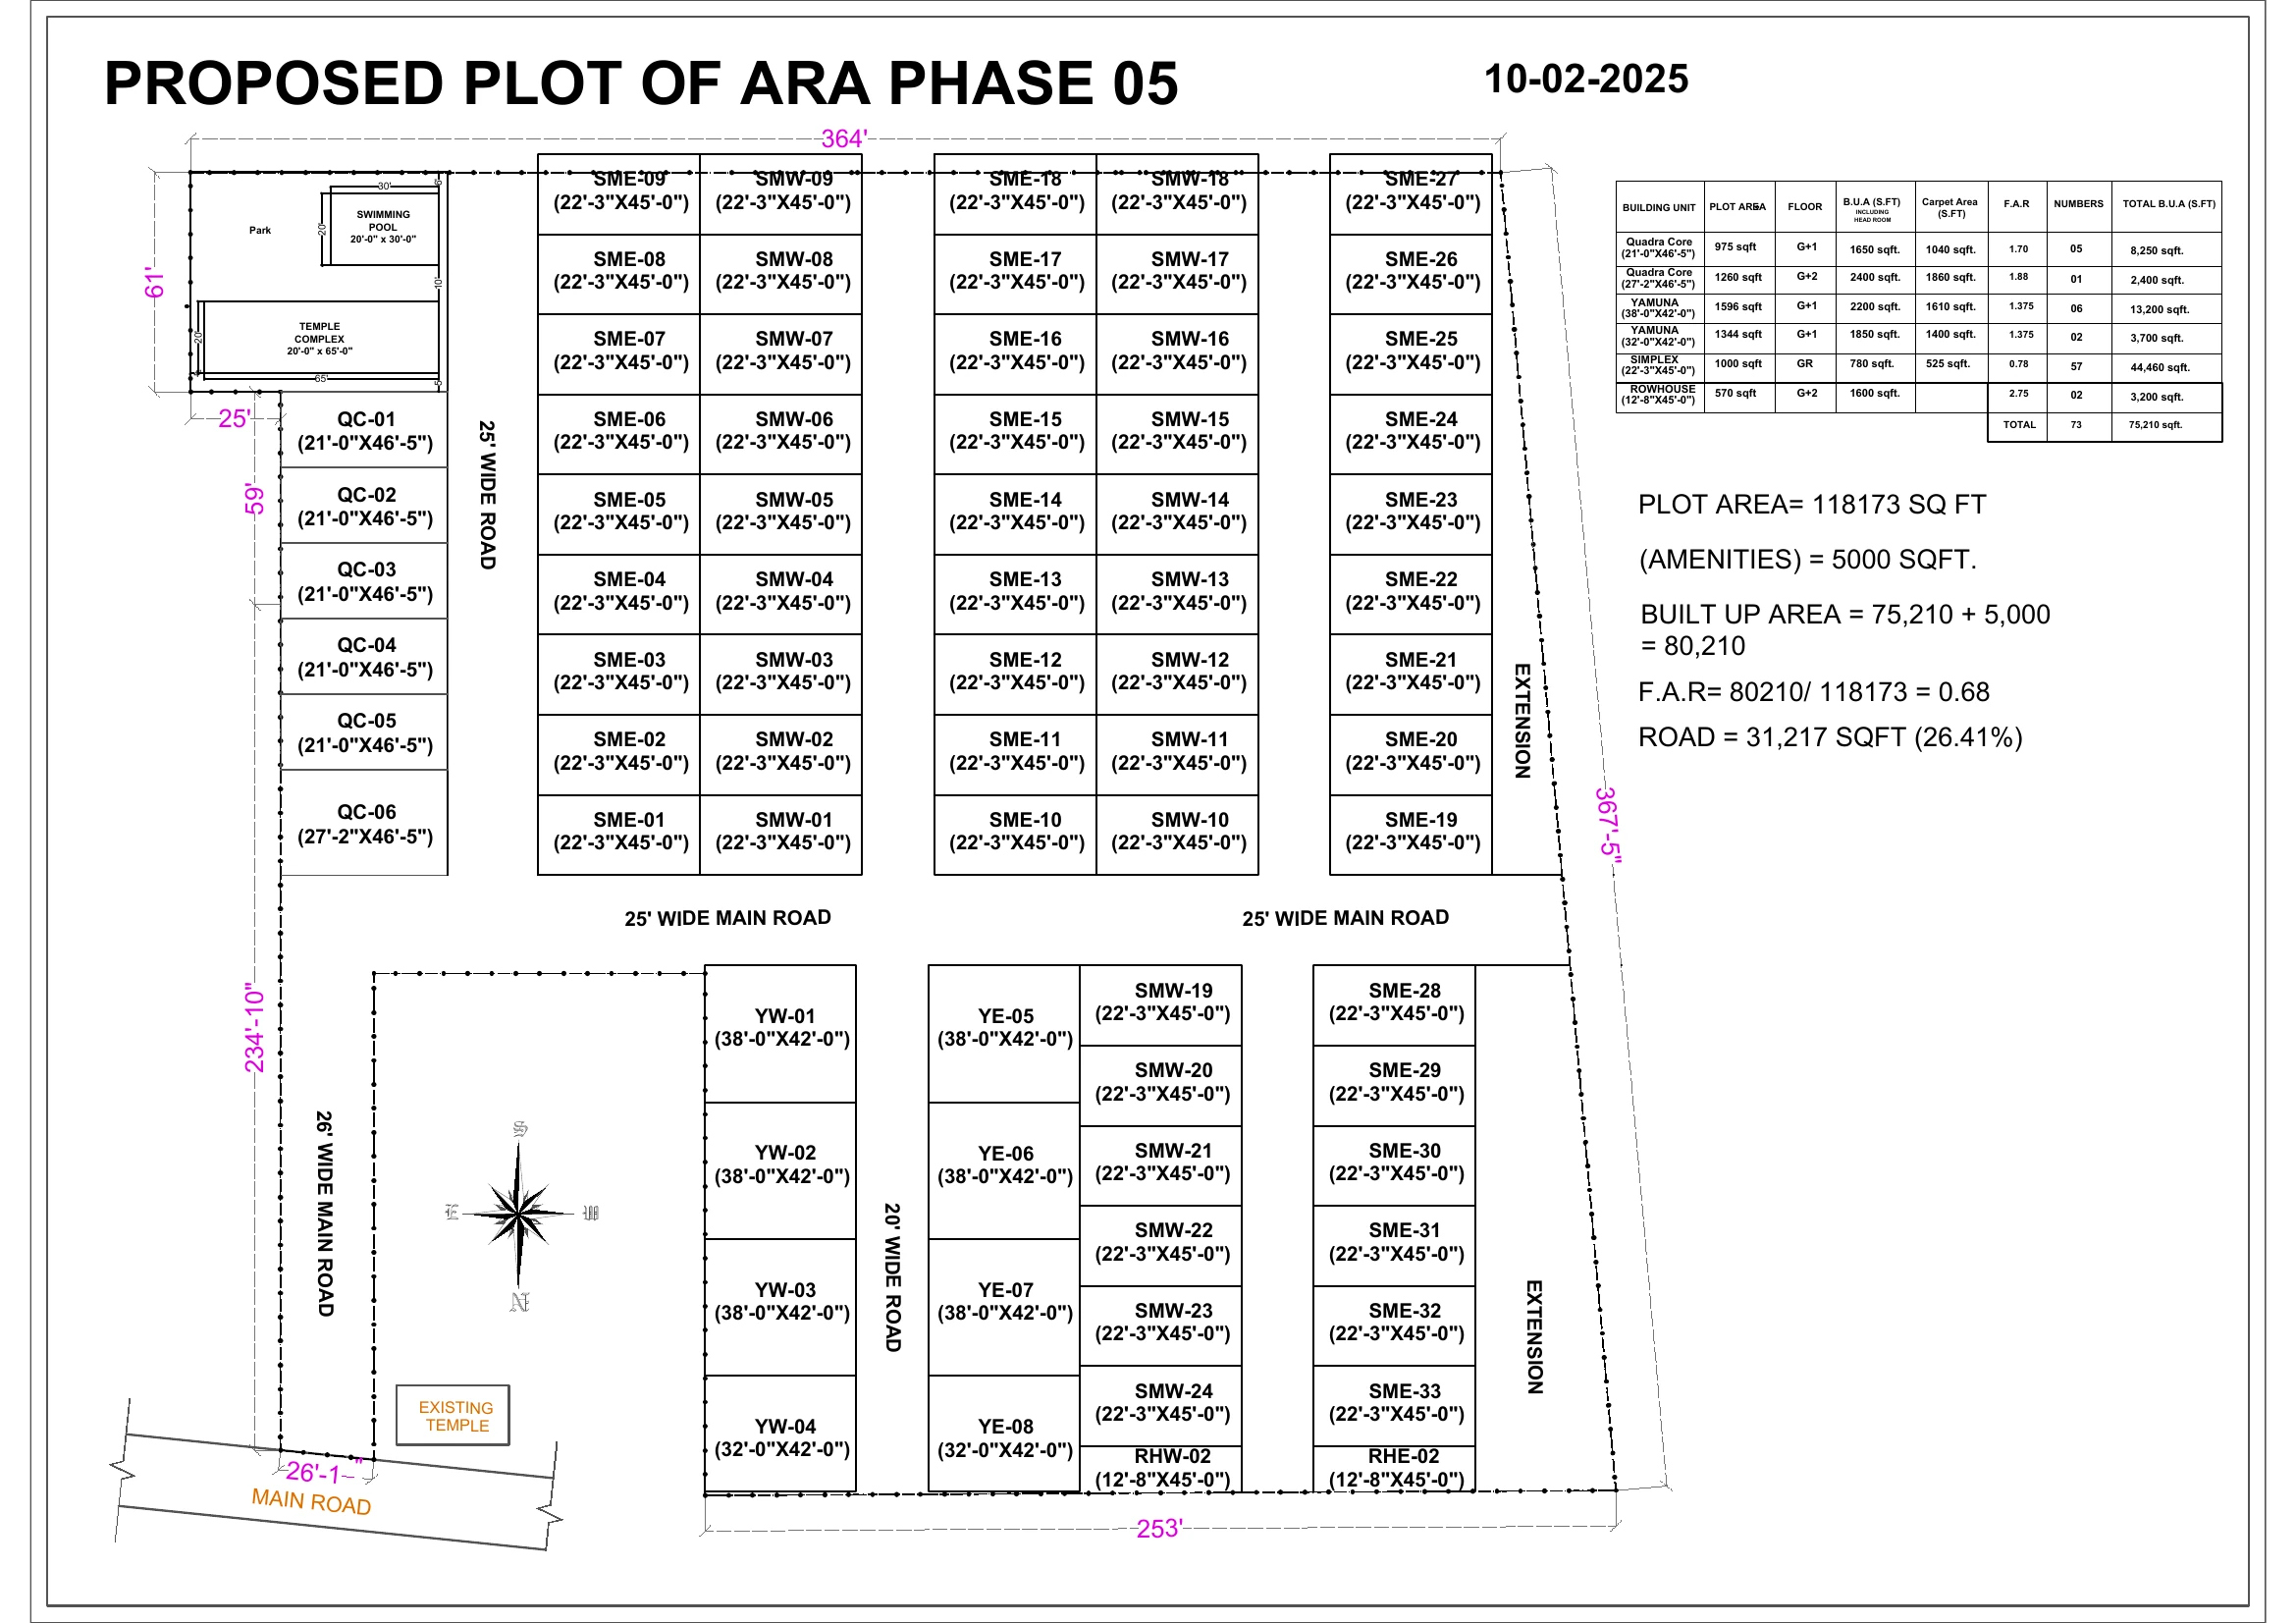 PROPOSED PLOT OF ARA PHASE 05
10-02-2025
364'
61'
Park
30'
20'
SWIMMING
POOL
20'-0" x 30'-0"
10'
TEMPLE
COMPLEX
20'-0" x 65'-0"
20'
65'
5'
25'
59'
234'-10"
QC-01
(21'-0"X46'-5")
QC-02
(21'-0"X46'-5")
QC-03
(21'-0"X46'-5")
QC-04
(21'-0"X46'-5")
QC-05
(21'-0"X46'-5")
QC-06
(27'-2"X46'-5")
25' WIDE ROAD
SME-09
(22'-3"X45'-0")
SME-08
(22'-3"X45'-0")
SME-07
(22'-3"X45'-0")
SME-06
(22'-3"X45'-0")
SME-05
(22'-3"X45'-0")
SME-04
(22'-3"X45'-0")
SME-03
(22'-3"X45'-0")
SME-02
(22'-3"X45'-0")
SME-01
(22'-3"X45'-0")
SMW-09
(22'-3"X45'-0")
SMW-08
(22'-3"X45'-0")
SMW-07
(22'-3"X45'-0")
SMW-06
(22'-3"X45'-0")
SMW-05
(22'-3"X45'-0")
SMW-04
(22'-3"X45'-0")
SMW-03
(22'-3"X45'-0")
SMW-02
(22'-3"X45'-0")
SMW-01
(22'-3"X45'-0")
SME-18
(22'-3"X45'-0")
SME-17
(22'-3"X45'-0")
SME-16
(22'-3"X45'-0")
SME-15
(22'-3"X45'-0")
SME-14
(22'-3"X45'-0")
SME-13
(22'-3"X45'-0")
SME-12
(22'-3"X45'-0")
SME-11
(22'-3"X45'-0")
SME-10
(22'-3"X45'-0")
SMW-18
(22'-3"X45'-0")
SMW-17
(22'-3"X45'-0")
SMW-16
(22'-3"X45'-0")
SMW-15
(22'-3"X45'-0")
SMW-14
(22'-3"X45'-0")
SMW-13
(22'-3"X45'-0")
SMW-12
(22'-3"X45'-0")
SMW-11
(22'-3"X45'-0")
SMW-10
(22'-3"X45'-0")
SME-27
(22'-3"X45'-0")
SME-26
(22'-3"X45'-0")
SME-25
(22'-3"X45'-0")
SME-24
(22'-3"X45'-0")
SME-23
(22'-3"X45'-0")
SME-22
(22'-3"X45'-0")
SME-21
(22'-3"X45'-0")
SME-20
(22'-3"X45'-0")
SME-19
(22'-3"X45'-0")
EXTENSION
367'-5"
25' WIDE MAIN ROAD
25' WIDE MAIN ROAD
YW-01
(38'-0"X42'-0")
YW-02
(38'-0"X42'-0")
YW-03
(38'-0"X42'-0")
YW-04
(32'-0"X42'-0")
20' WIDE ROAD
YE-05
(38'-0"X42'-0")
YE-06
(38'-0"X42'-0")
YE-07
(38'-0"X42'-0")
YE-08
(32'-0"X42'-0")
SMW-19
(22'-3"X45'-0")
SMW-20
(22'-3"X45'-0")
SMW-21
(22'-3"X45'-0")
SMW-22
(22'-3"X45'-0")
SMW-23
(22'-3"X45'-0")
SMW-24
(22'-3"X45'-0")
RHW-02
(12'-8"X45'-0")
SME-28
(22'-3"X45'-0")
SME-29
(22'-3"X45'-0")
SME-30
(22'-3"X45'-0")
SME-31
(22'-3"X45'-0")
SME-32
(22'-3"X45'-0")
SME-33
(22'-3"X45'-0")
RHE-02
(12'-8"X45'-0")
EXTENSION
253'
26' WIDE MAIN ROAD
S
E
W
N
EXISTING
TEMPLE
26'-1
MAIN ROAD
BUILDING UNIT PLOT AREA FLOOR B.U.A (S.FT) INCLUDING HEAD ROOM Carpet Area (S.FT) F.A.R NUMBERS TOTAL B.U.A (S.FT)
Quadra Core (21'-0"X46'-5") 975 sqft G+1 1650 sqft. 1040 sqft. 1.70 05 8,250 sqft.
Quadra Core (27'-2"X46'-5") 1260 sqft G+2 2400 sqft. 1860 sqft. 1.88 01 2,400 sqft.
YAMUNA (38'-0"X42'-0") 1596 sqft G+1 2200 sqft. 1610 sqft. 1.375 06 13,200 sqft.
YAMUNA (32'-0"X42'-0") 1344 sqft G+1 1850 sqft. 1400 sqft. 1.375 02 3,700 sqft.
SIMPLEX (22'-3"X45'-0") 1000 sqft GR 780 sqft. 525 sqft. 0.78 57 44,460 sqft.
ROWHOUSE (12'-8"X45'-0") 570 sqft G+2 1600 sqft. 2.75 02 3,200 sqft.
TOTAL 73 75,210 sqft.
PLOT AREA= 118173 SQ FT
(AMENITIES) = 5000 SQFT.
BUILT UP AREA = 75,210 + 5,000
= 80,210
F.A.R= 80210/ 118173 = 0.68
ROAD = 31,217 SQFT (26.41%)